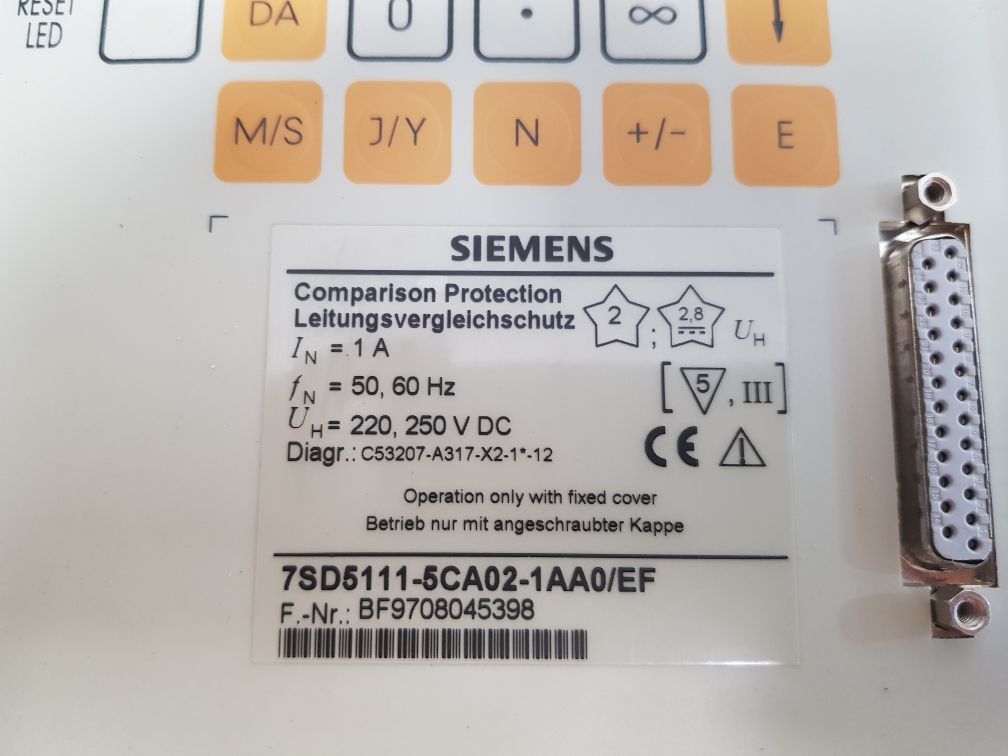 RESET
LED
DA
0
.
∞
M/S
J/Y
N
+/-
E
SIEMENS
Comparison Protection
Leitungsvergleichschutz
2 ; 2,8 UH
IN = 1 A
fN = 50, 60 Hz
[ 5 , III ]
UH = 220, 250 V DC
Diagr.: C53207-A317-X2-1*-12
CE
Operation only with fixed cover
Betrieb nur mit angeschraubter Kappe
7SD5111-5CA02-1AA0/EF
F.-Nr.: BF9708045398